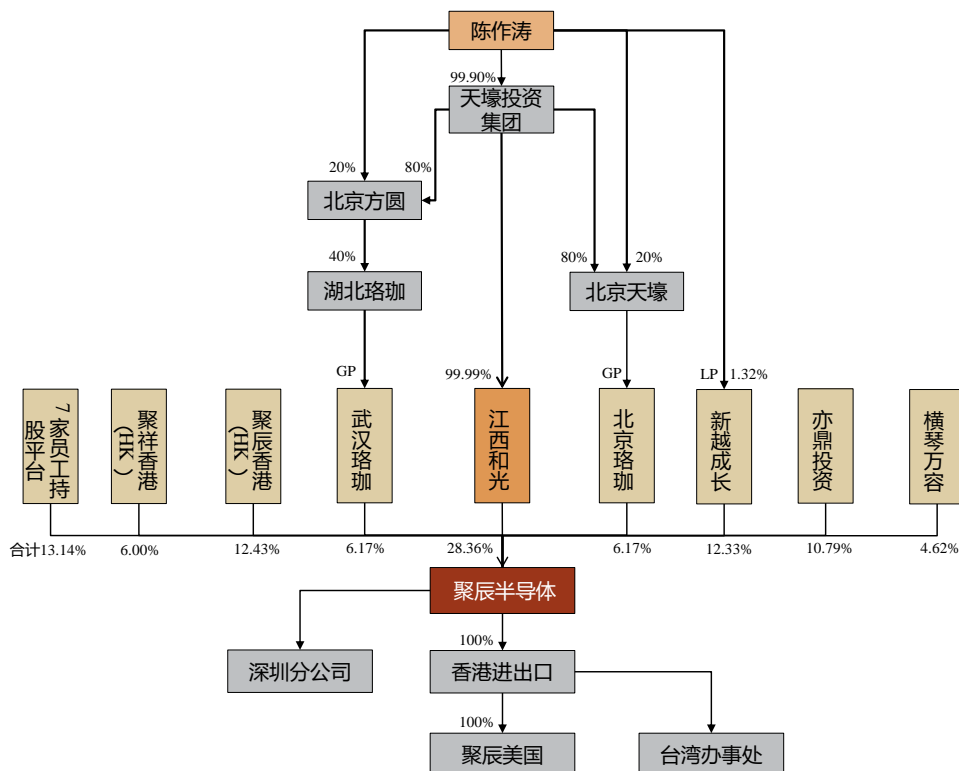 陈作涛
99.90%
天壕投资
集团
20%
80%
北京方圆
40%
80%
20%
湖北珞珈
北京天壕
GP
99.99%
GP
LP
1.32%
7家员工持
股平台
聚祥香港
（HK）
聚辰香港
（HK）
武汉珞珈
江西和光
北京珞珈
新越成长
亦鼎投资
横琴万容
合计13.14%
6.00%
12.43%
6.17%
28.36%
6.17%
12.33%
10.79%
4.62%
聚辰半导体
100%
深圳分公司
香港进出口
100%
聚辰美国
台湾办事处